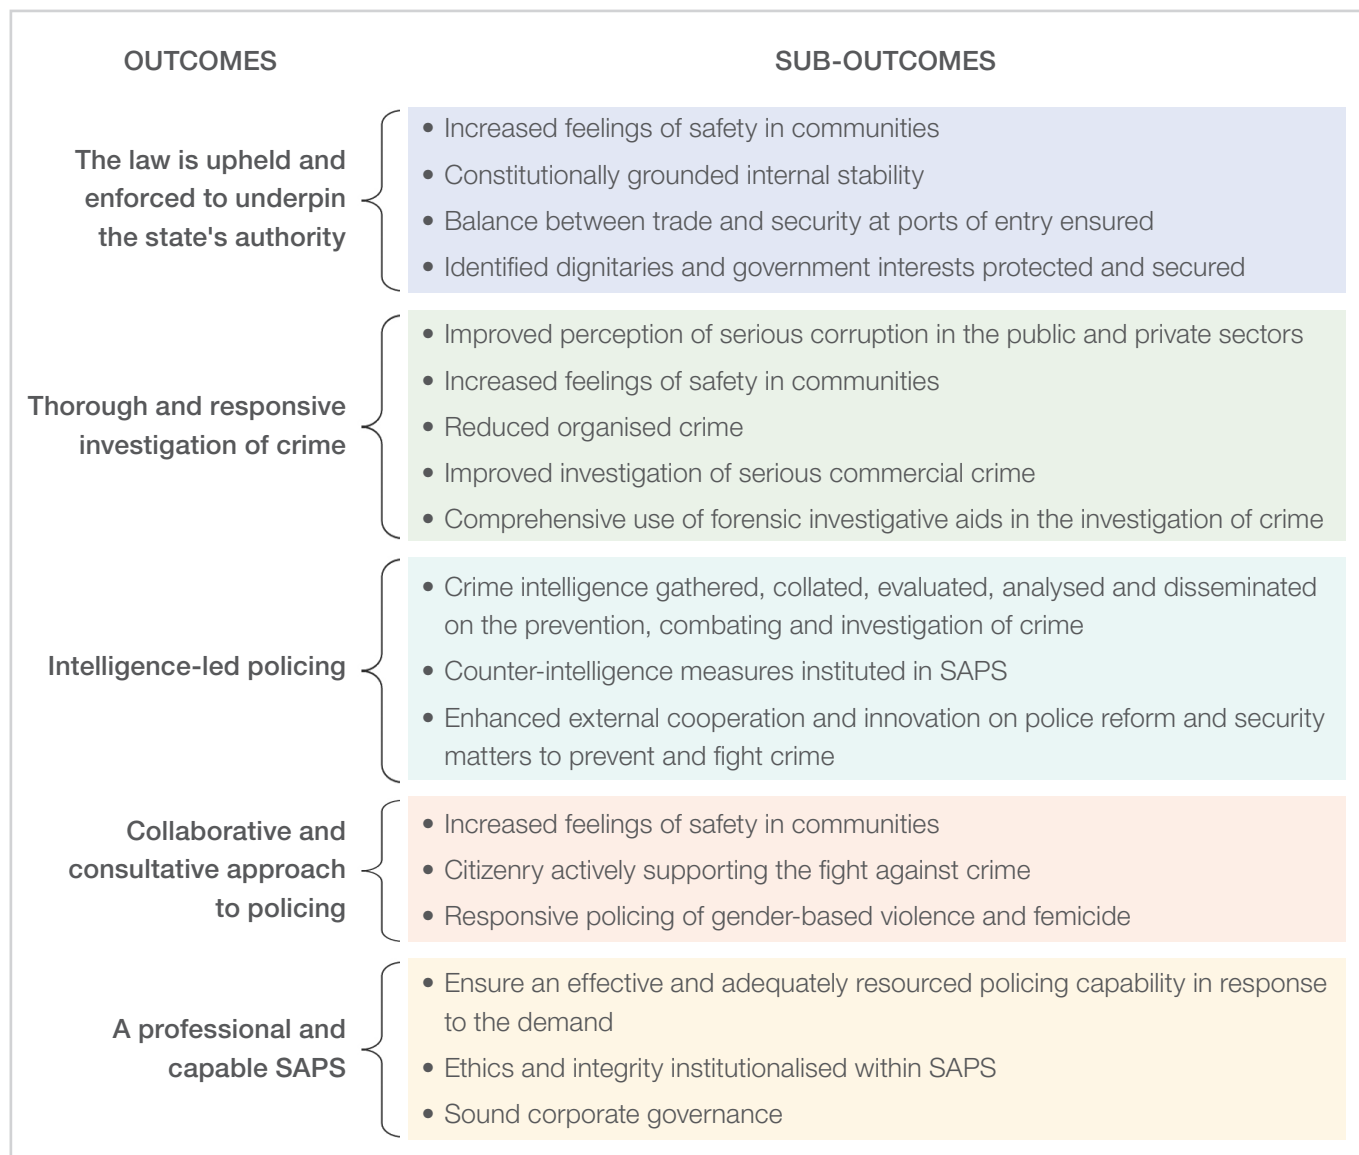 OUTCOMES
SUB-OUTCOMES
The law is upheld and
enforced to underpin
the state's authority
• Increased feelings of safety in communities
• Constitutionally grounded internal stability
• Balance between trade and security at ports of entry ensured
• Identified dignitaries and government interests protected and secured
Thorough and responsive
investigation of crime
• Improved perception of serious corruption in the public and private sectors
• Increased feelings of safety in communities
• Reduced organised crime
• Improved investigation of serious commercial crime
• Comprehensive use of forensic investigative aids in the investigation of crime
Intelligence-led policing
• Crime intelligence gathered, collated, evaluated, analysed and disseminated
on the prevention, combating and investigation of crime
• Counter-intelligence measures instituted in SAPS
• Enhanced external cooperation and innovation on police reform and security
matters to prevent and fight crime
Collaborative and
consultative approach
to policing
• Increased feelings of safety in communities
• Citizenry actively supporting the fight against crime
• Responsive policing of gender-based violence and femicide
A professional and
capable SAPS
• Ensure an effective and adequately resourced policing capability in response
to the demand
• Ethics and integrity institutionalised within SAPS
• Sound corporate governance